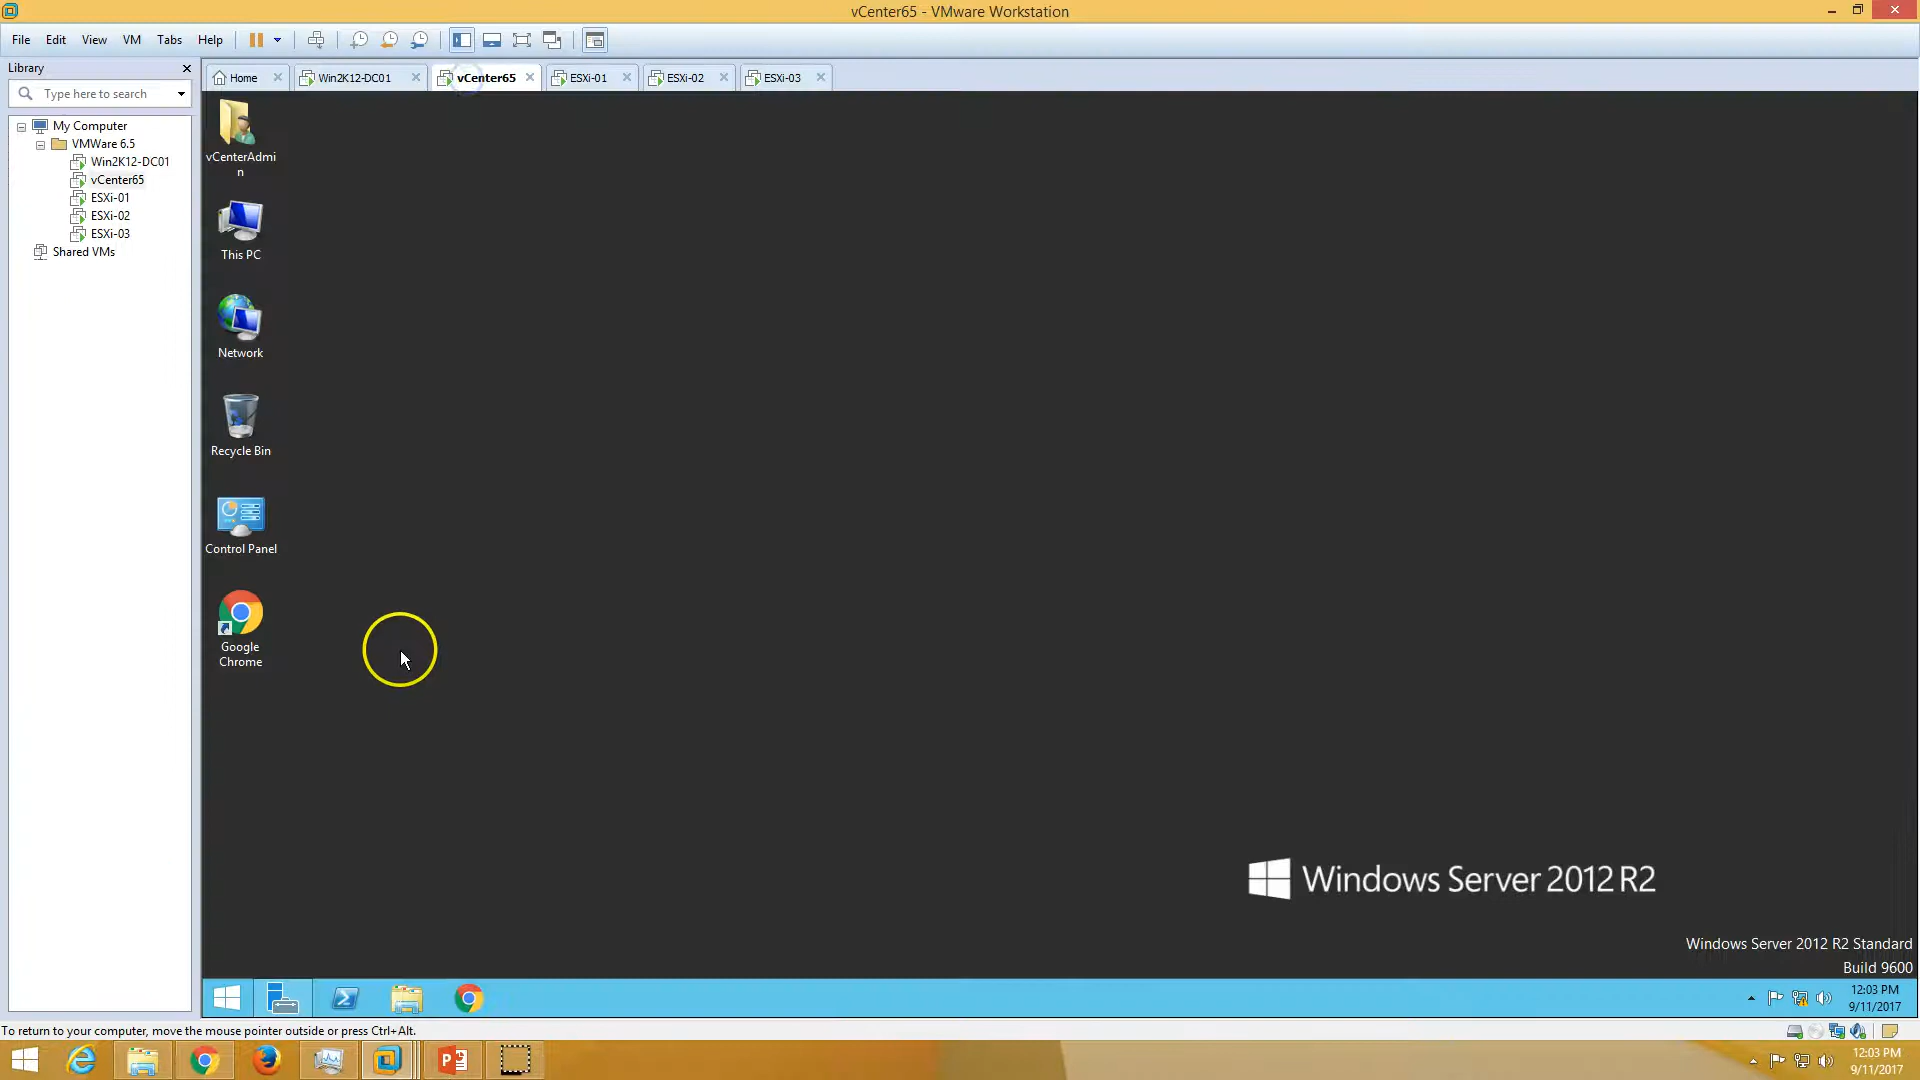 vCenter65 - VMware Workstation
File Edit View VM Tabs Help
Library
Type here to search
My Computer
VMWare 6.5
Win2K12-DC01
vCenter65
ESXi-01
ESXi-02
ESXi-03
Shared VMs
Home Win2K12-DC01 vCenter65 ESXi-01 ESXi-02 ESXi-03
vCenterAdmi
n
This PC
Network
Recycle Bin
Control Panel
Google
Chrome
Windows Server 2012 R2
Windows Server 2012 R2 Standard
Build 9600
12:03 PM
9/11/2017
To return to your computer, move the mouse pointer outside or press Ctrl+Alt.
12:03 PM
9/11/2017